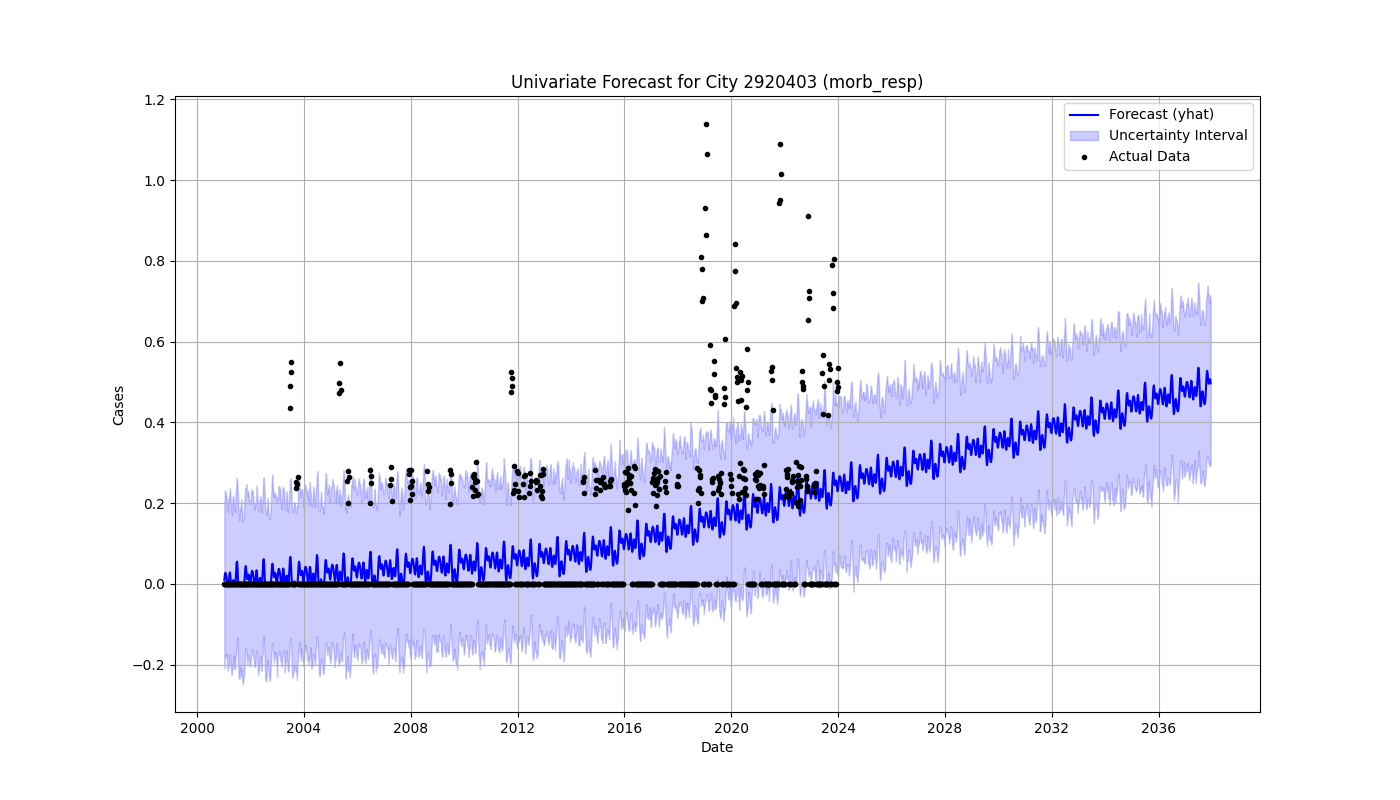 Univariate Forecast for City 2920403 (morb_resp)
Forecast (yhat)
Uncertainty Interval
Actual Data
Cases
1.2
1.0
0.8
0.6
0.4
0.2
0.0
−0.2
2000 2004 2008 2012 2016 2020 2024 2028 2032 2036
Date